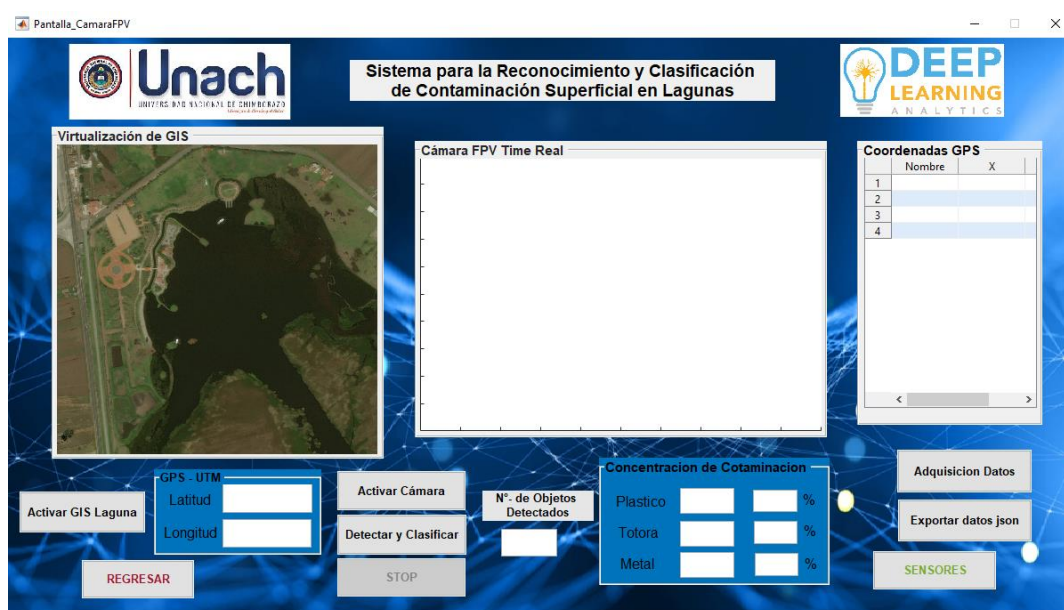 Pantalla_CamaraFPV
Unach
UNIVERSIDAD NACIONAL DE CHIMBORAZO
Sistema para la Reconocimiento y Clasificación
de Contaminación Superficial en Lagunas
DEEP
LEARNING
ANALYTICS
Virtualización de GIS
Cámara FPV Time Real
Coordenadas GPS
Nombre X
1
2
3
4
Activar GIS Laguna
GPS - UTM
Latitud
Longitud
REGRESAR
Activar Cámara
Detectar y Clasificar
STOP
N°- de Objetos
Detectados
Concentracion de Cotaminacion
Plastico %
Totora %
Metal %
Adquisicion Datos
Exportar datos json
SENSORES